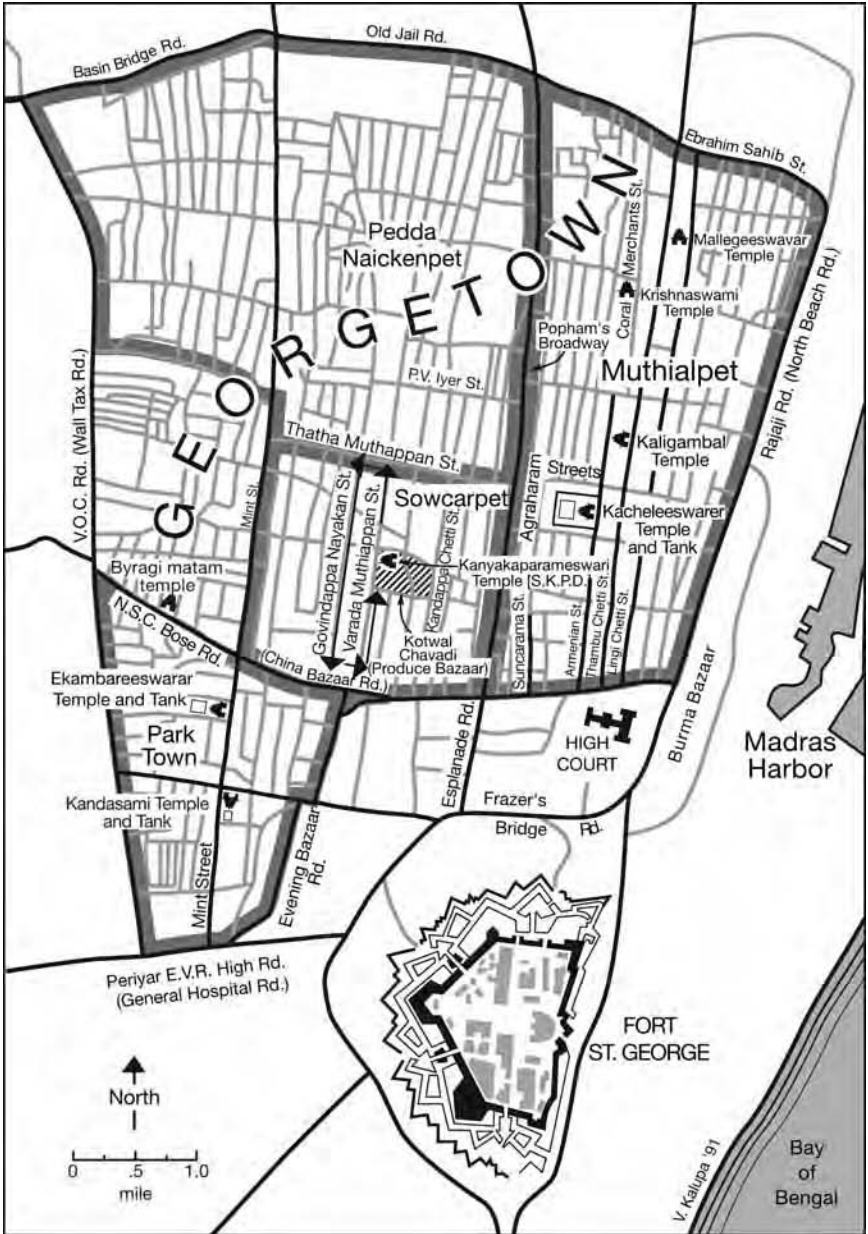 Old Jail Rd.
Basin Bridge Rd.
Ebrahim Sahib St.
GEORGETOWN
Pedda
Naickenpet
Coral Merchants St.
Mallegeeswavar
Temple
Krishnaswami
Temple
Popham's
Broadway
Muthialpet
P.V. Iyer St.
V.O.C. Rd. (Wall Tax Rd.)
Rajaji Rd. (North Beach Rd.)
Thatha Muthappan St.
Kaligambal
Temple
Agraharam Streets
Mint St.
Sowcarpet
Govindappa Nayakan St.
Varada Muthiappan St.
Kandappa Chetti St.
Kacheleeswarer
Temple
and Tank
Byragi matam
temple
Kanyakaparameswari
Temple [S.K.P.D.]
N.S.C. Bose Rd.
(China Bazaar Rd.)
Kotwal
Chavadi
(Produce Bazaar)
Suncarama St.
Armenian St.
Thambu Chetti St.
Lingi Chetti St.
Ekambareeswarar
Temple and Tank
Park
Town
Esplanade Rd.
HIGH
COURT
Burma Bazaar
Madras
Harbor
Kandasami Temple
and Tank
Frazer's
Bridge Rd.
Mint Street
Evening Bazaar
Rd.
Periyar E.V.R. High Rd.
(General Hospital Rd.)
FORT
ST. GEORGE
North
0 .5 1.0
mile
V. Kalupa '91
Bay
of
Bengal